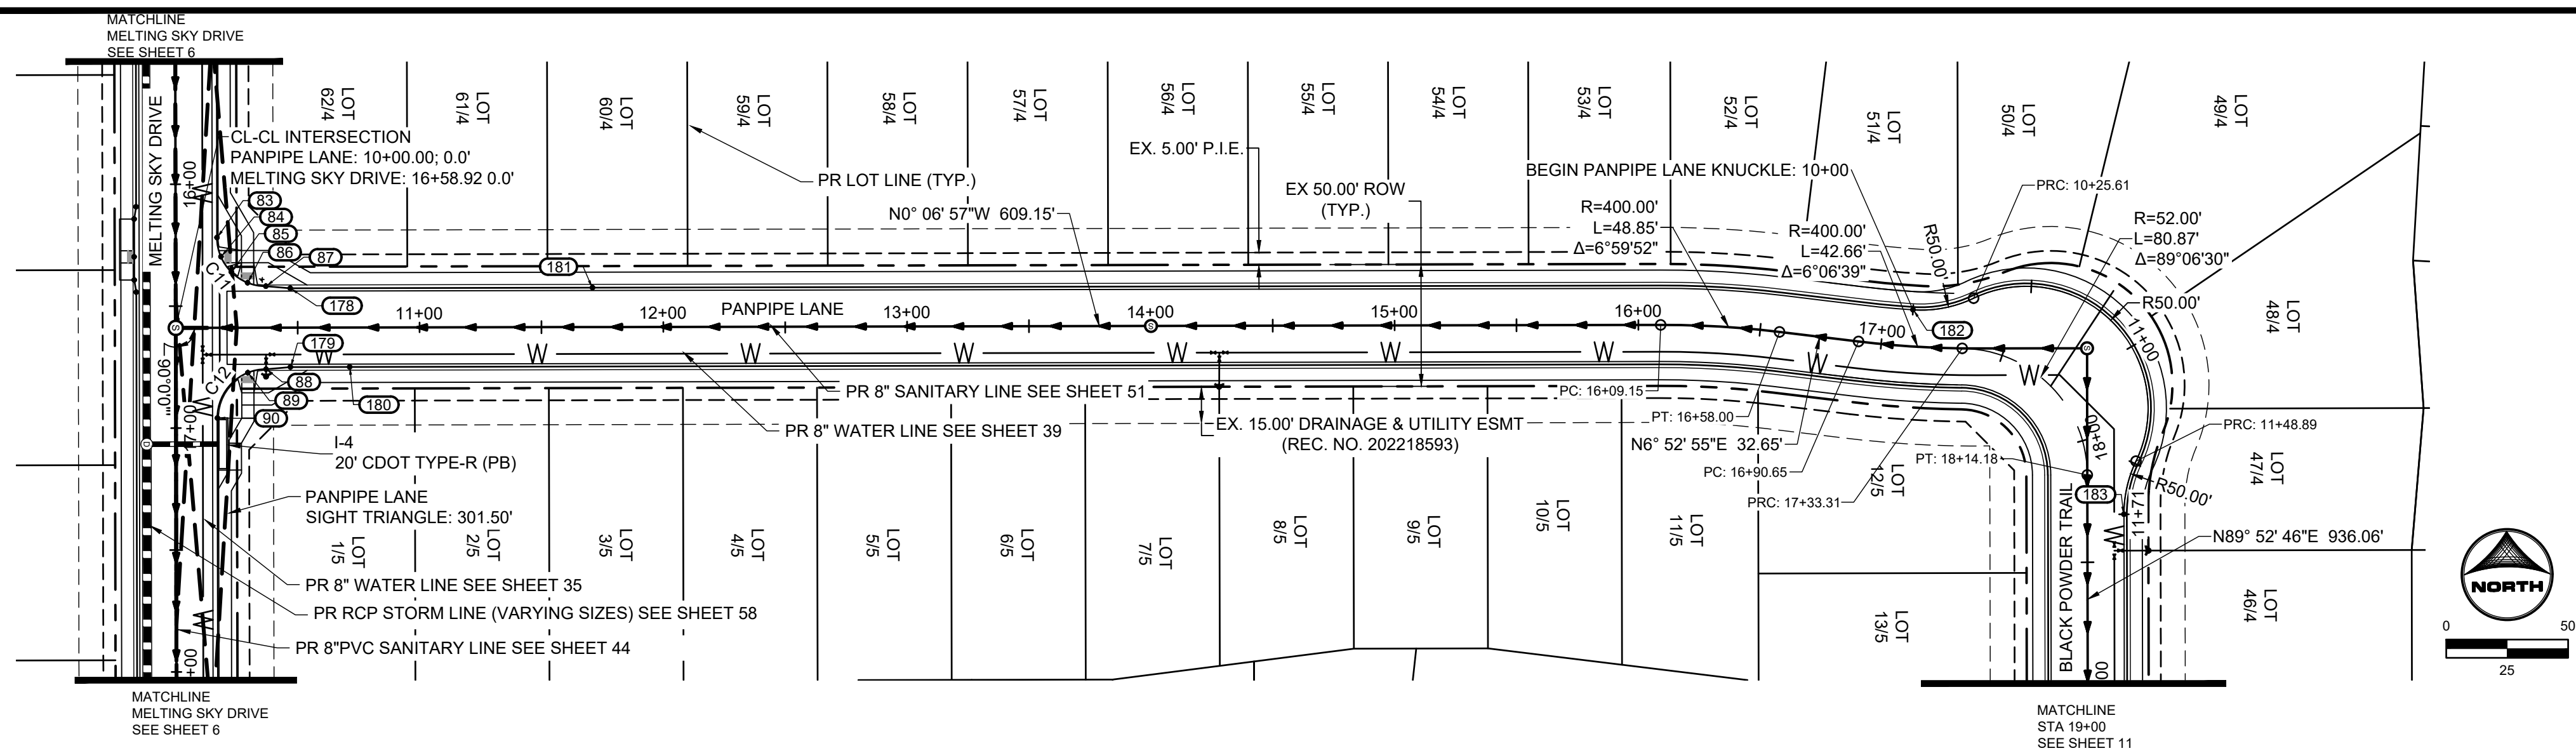 MATCHLINE
MELTING SKY DRIVE
SEE SHEET 6
MELTING SKY DRIVE
16+00
CL-CL INTERSECTION
PANPIPE LANE: 10+00.00; 0.0'
MELTING SKY DRIVE: 16+58.92 0.0'
83
84
85
86
87
C11
178
181
LOT
62/4
LOT
61/4
LOT
60/4
LOT
59/4
LOT
58/4
LOT
57/4
LOT
56/4
LOT
55/4
LOT
54/4
LOT
53/4
LOT
52/4
LOT
51/4
LOT
50/4
LOT
49/4
PR LOT LINE (TYP.)
N0° 06' 57"W 609.15'
EX. 5.00' P.I.E.
EX 50.00' ROW
(TYP.)
BEGIN PANPIPE LANE KNUCKLE: 10+00
R=400.00'
L=48.85'
Δ=6°59'52"
R=400.00'
L=42.66'
Δ=6°06'39"
R50.00'
PRC: 10+25.61
R=52.00'
L=80.87'
Δ=89°06'30"
R50.00'
LOT
48/4
11+00
12+00
PANPIPE LANE
13+00
14+00
15+00
16+00
17+00
182
11+00
S
S
S
W
W
W
W
W
W
W
W
W
W
W
W
W
W
179
88
89
90
180
C12
17+00
D
PR 8" SANITARY LINE SEE SHEET 51
PR 8" WATER LINE SEE SHEET 39
EX. 15.00' DRAINAGE & UTILITY ESMT
(REC. NO. 202218593)
PC: 16+09.15
PT: 16+58.00
N6° 52' 55"E 32.65'
PC: 16+90.65
PRC: 17+33.31
PT: 18+14.18
18+00
PRC: 11+48.89
R50.00'
183
11+71
LOT
47/4
I-4
20' CDOT TYPE-R (PB)
PANPIPE LANE
SIGHT TRIANGLE: 301.50'
LOT
1/5
LOT
2/5
LOT
3/5
LOT
4/5
LOT
5/5
LOT
6/5
LOT
7/5
LOT
8/5
LOT
9/5
LOT
10/5
LOT
11/5
LOT
12/5
LOT
13/5
BLACK POWDER TRAIL
N89° 52' 46"E 936.06'
LOT
46/4
PR 8" WATER LINE SEE SHEET 35
PR RCP STORM LINE (VARYING SIZES) SEE SHEET 58
PR 8"PVC SANITARY LINE SEE SHEET 44
+00
00
NORTH
0
50
25
MATCHLINE
MELTING SKY DRIVE
SEE SHEET 6
MATCHLINE
STA 19+00
SEE SHEET 11